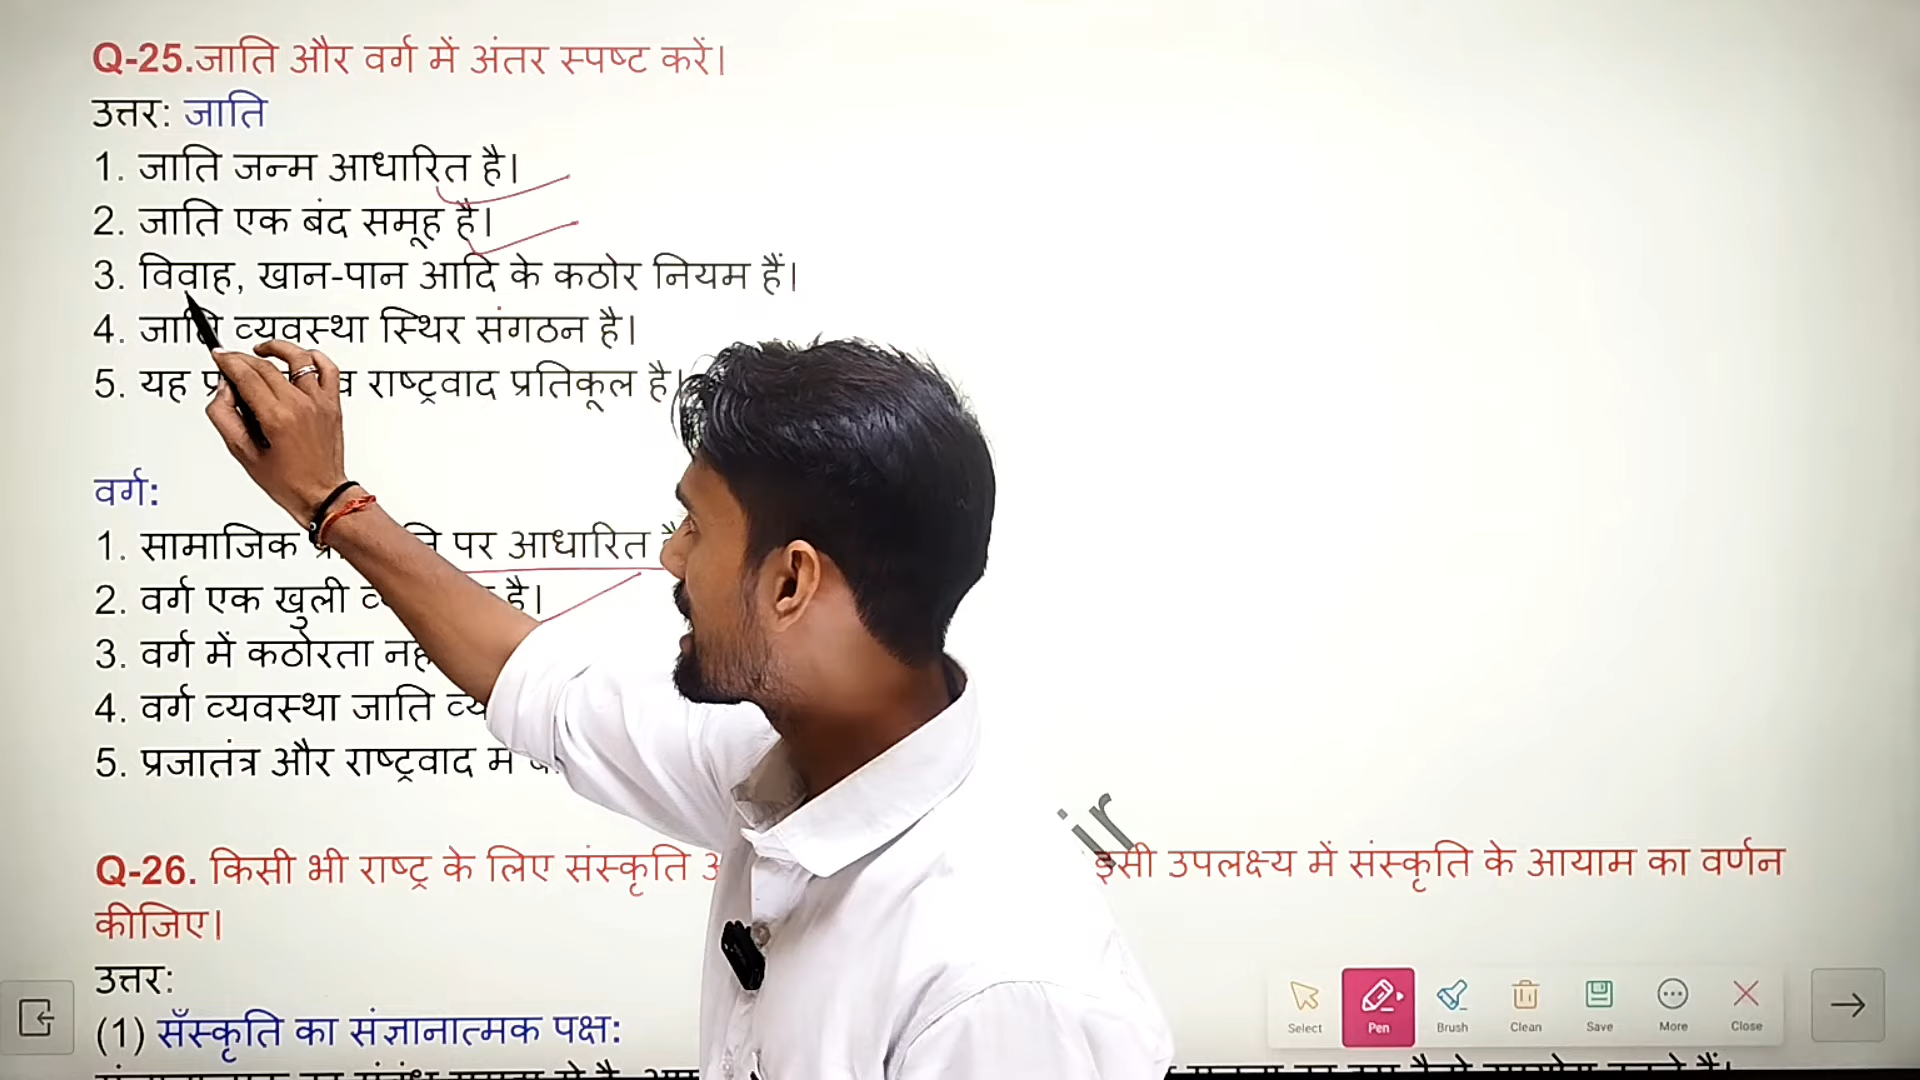 Q-25.जाति और वर्ग में अंतर स्पष्ट करें।
उत्तर: जाति
1. जाति जन्म आधारित है।
2. जाति एक बंद समूह है।
3. विवाह, खान-पान आदि के कठोर नियम हैं।
4. जाति व्यवस्था स्थिर संगठन है।
5. यह राष्ट्रवाद प्रतिकूल है।
वर्ग:
1. सामाजिक पर आधारित
2. वर्ग एक खुली है।
3. वर्ग में कठोरता
4. वर्ग व्यवस्था जाति
5. प्रजातंत्र और राष्ट्रवाद
Q-26. किसी भी राष्ट्र के लिए संस्कृति इसी उपलक्ष्य में संस्कृति के आयाम का वर्णन
कीजिए।
उत्तर:
(1) सँस्कृति का संज्ञानात्मक पक्ष:
ir
Select Pen Brush Clean Save More Close